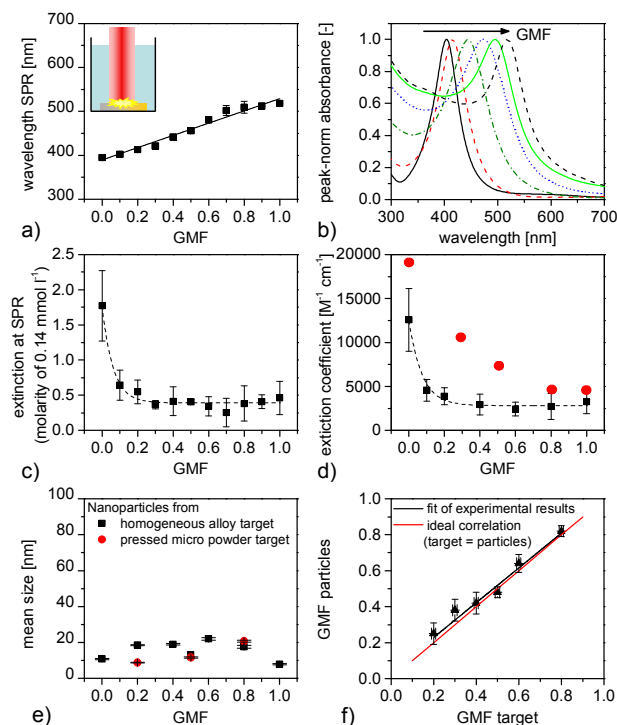 700
600
500
400
300
wavelength SPR [nm]
0.0 0.2 0.4 0.6 0.8 1.0
GMF
a)
1.0
0.8
0.6
0.4
0.2
0.0
peak-norm absorbance [-]
GMF
300 400 500 600 700
wavelength [nm]
b)
2.5
2.0
1.5
1.0
0.5
0.0
extinction at SPR
(molarity of 0.14 mmol l⁻¹)
0.0 0.2 0.4 0.6 0.8 1.0
GMF
c)
20000
15000
10000
5000
0
extiction coefficient [M⁻¹ cm⁻¹]
0.0 0.2 0.4 0.6 0.8 1.0
GMF
d)
100
80
60
40
20
0
mean size [nm]
Nanoparticles from
homogeneous alloy target
pressed micro powder target
0.0 0.2 0.4 0.6 0.8 1.0
GMF
e)
1.0
0.8
0.6
0.4
0.2
0.0
GMF particles
fit of experimental results
ideal correlation
(target = particles)
0.0 0.2 0.4 0.6 0.8 1.0
GMF target
f)